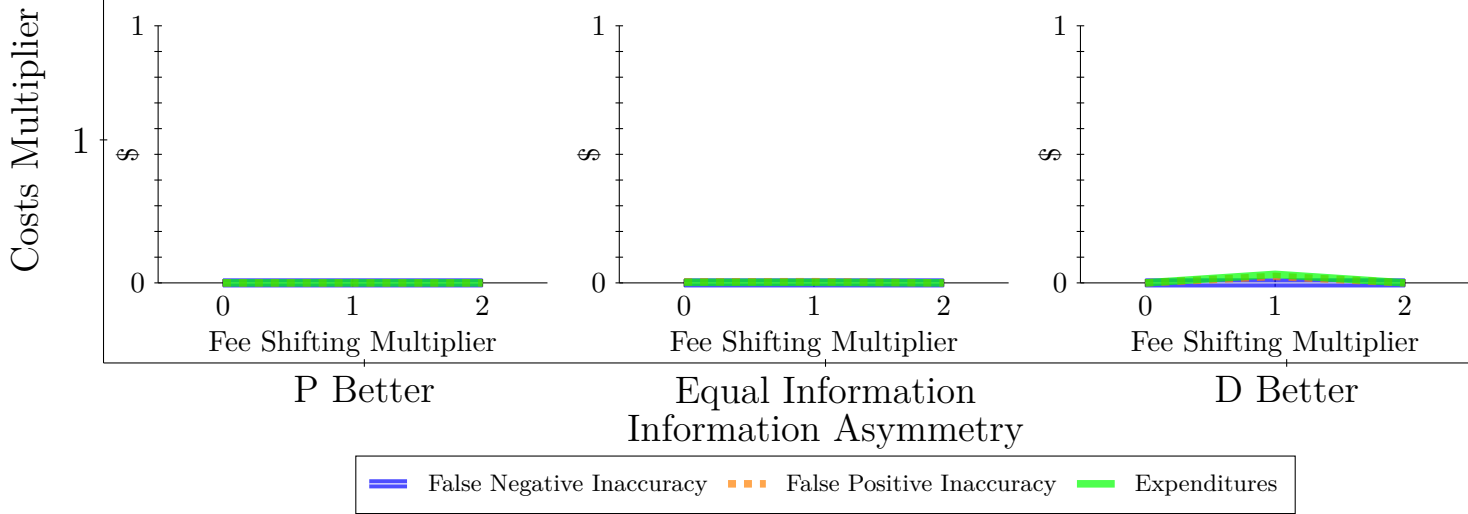 Costs Multiplier
1
1
$
0
0 1 2
Fee Shifting Multiplier
1
$
0
0 1 2
Fee Shifting Multiplier
1
$
0
0 1 2
Fee Shifting Multiplier
P Better
Equal Information
D Better
Information Asymmetry
False Negative Inaccuracy
False Positive Inaccuracy
Expenditures